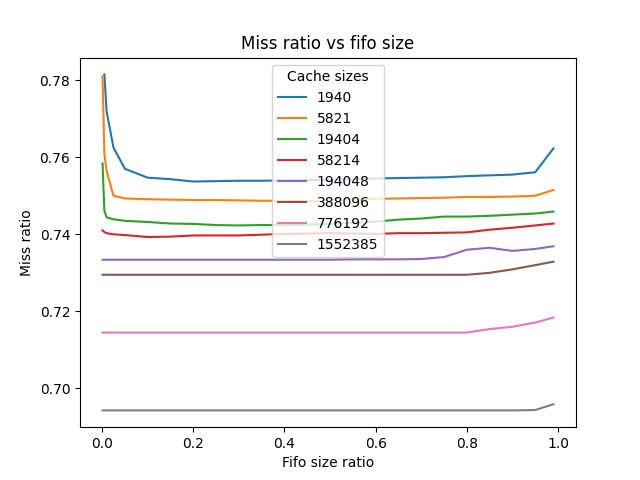 Miss ratio vs fifo size
Cache sizes
1940
5821
19404
58214
194048
388096
776192
1552385
Miss ratio
0.78
0.76
0.74
0.72
0.70
0.0 0.2 0.4 0.6 0.8 1.0
Fifo size ratio